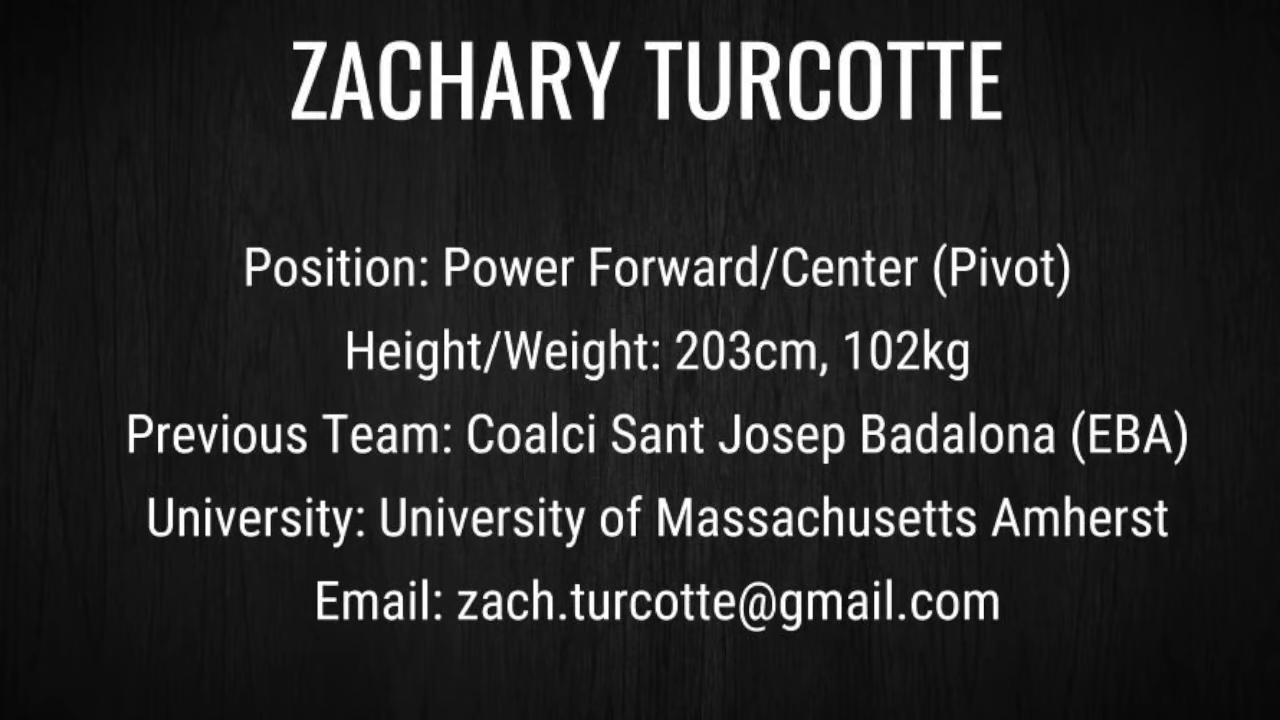 ZACHARY TURCOTTE
Position: Power Forward/Center (Pivot)
Height/Weight: 203cm, 102kg
Previous Team: Coalci Sant Josep Badalona (EBA)
University: University of Massachusetts Amherst
Email: zach.turcotte@gmail.com